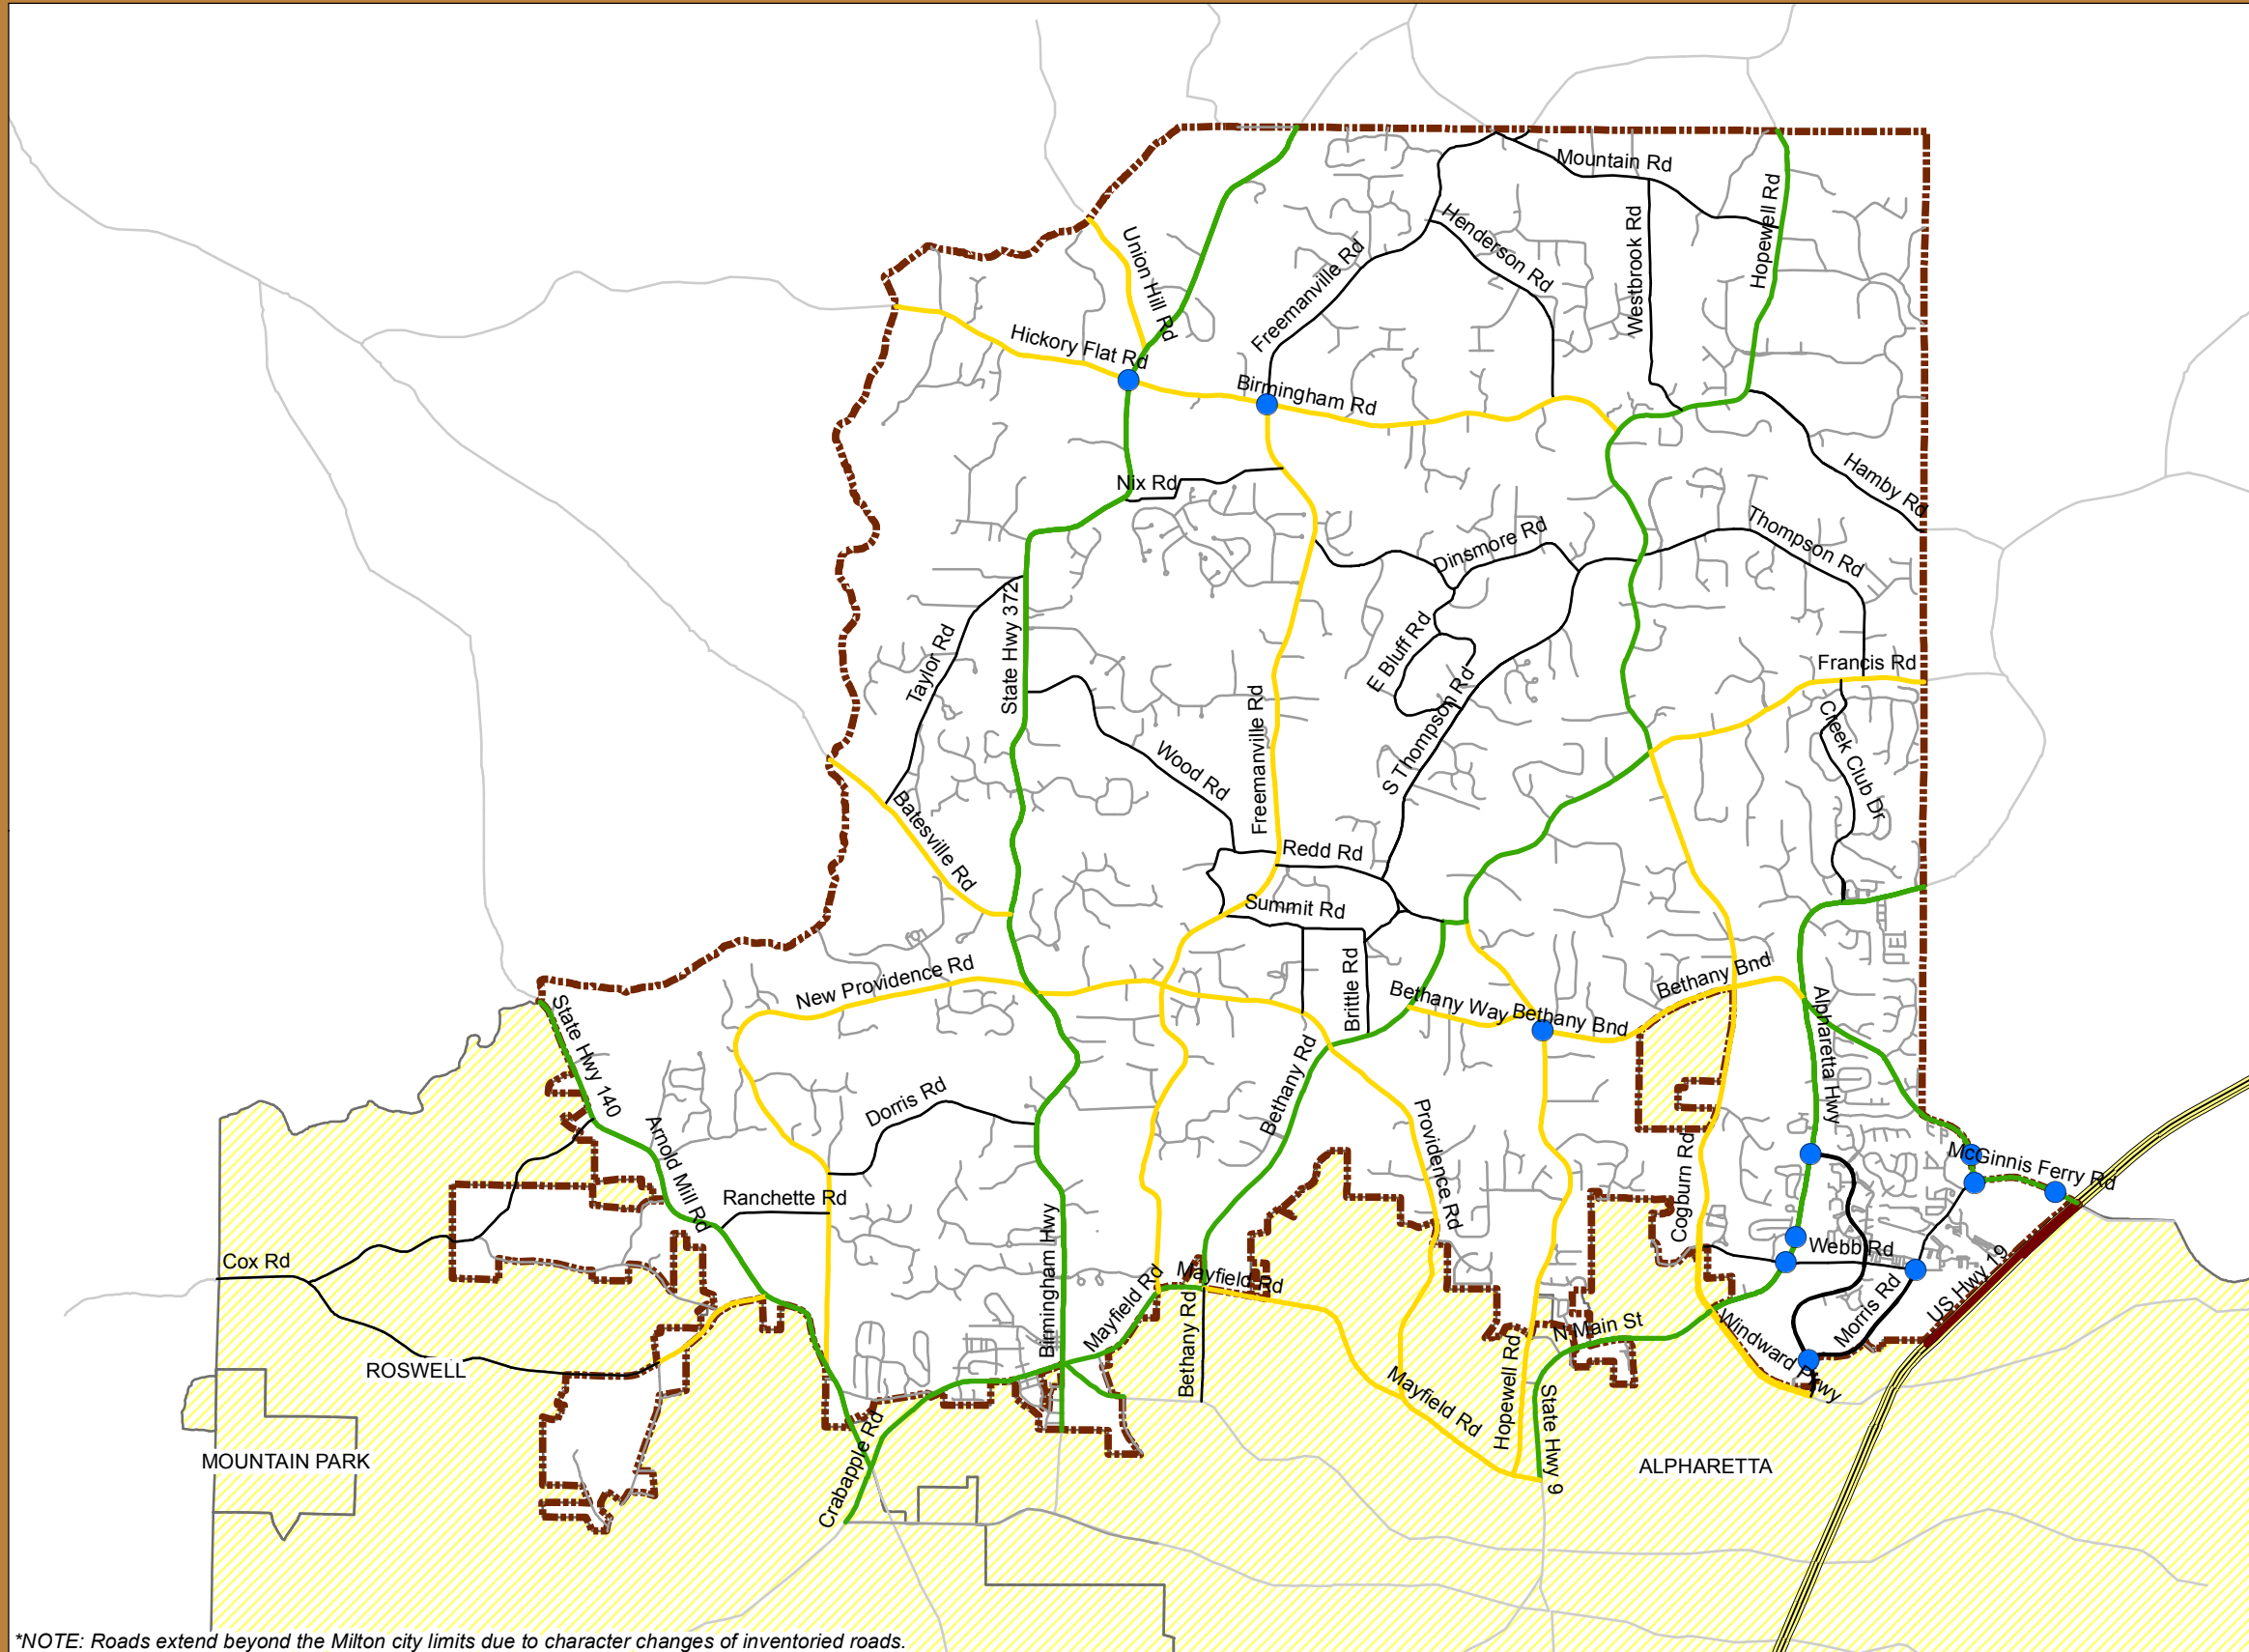 Mountain Rd
Hopewell Rd
Henderson Rd
Westbrook Rd
Union Hill Rd
Freemanville Rd
Hickory Flat Rd
Birmingham Rd
Nix Rd
Hamby Rd
Thompson Rd
Dinsmore Rd
State Hwy 372
Taylor Rd
E Bluff Rd
Francis Rd
Freemanville Rd
S Thompson Rd
Creek Club Dr
Wood Rd
Batesville Rd
Redd Rd
Summit Rd
New Providence Rd
Brittle Rd
Bethany Way
Bethany Bnd
Bethany Bnd
Alpharetta Hwy
State Hwy 140
Bethany Rd
Dorris Rd
Arnold Mill Rd
Providence Rd
Cogburn Rd
McGinnis Ferry Rd
Ranchette Rd
Birmingham Hwy
Cox Rd
Mayfield Rd
Mayfield Rd
Webb Rd
US Hwy 19
Morris Rd
Bethany Rd
N Main St
Windward Pkwy
ROSWELL
Hopewell Rd
Mayfield Rd
State Hwy 9
Crabapple Rd
MOUNTAIN PARK
ALPHARETTA
*NOTE: Roads extend beyond the Milton city limits due to character changes of inventoried roads.